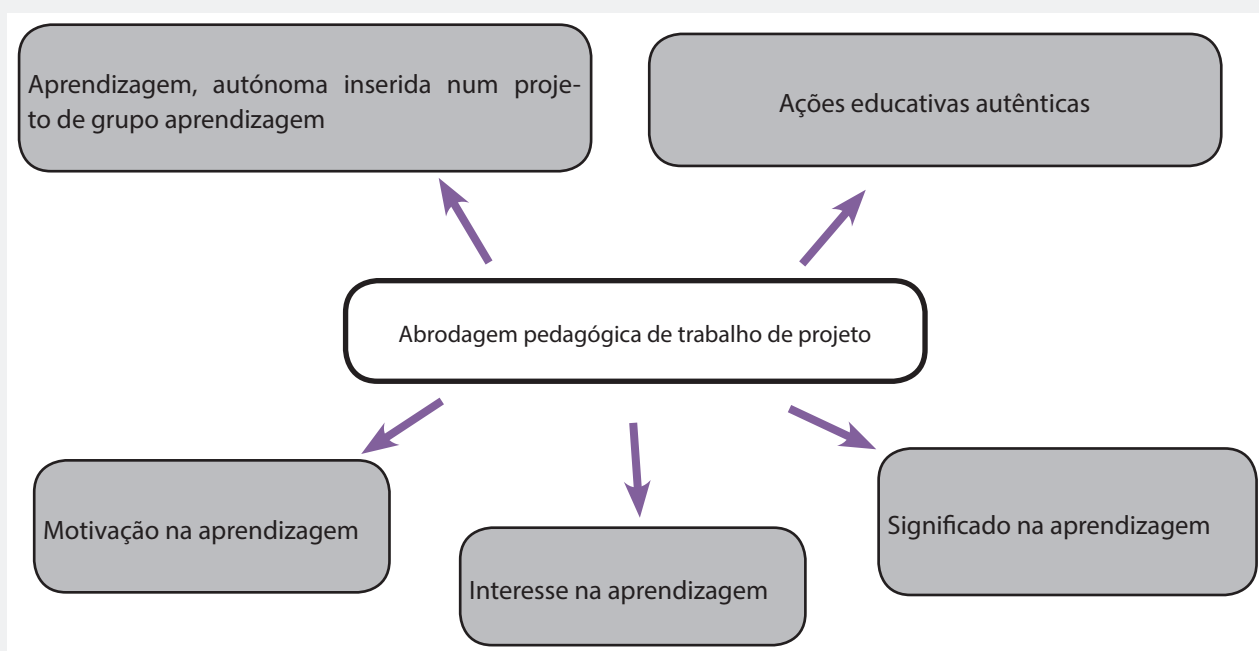 Aprendizagem, autónoma inserida num proje-
to de grupo aprendizagem
Ações educativas autênticas
Abrodagem pedagógica de trabalho de projeto
Motivação na aprendizagem
Interesse na aprendizagem
Significado na aprendizagem